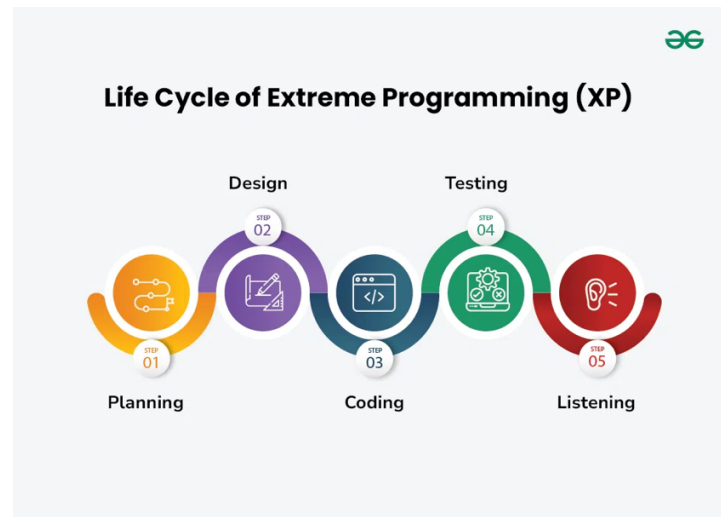 Life Cycle of Extreme Programming (XP)
Design
Testing
STEP
02
STEP
04
</>
STEP
01
STEP
03
STEP
05
Planning
Coding
Listening